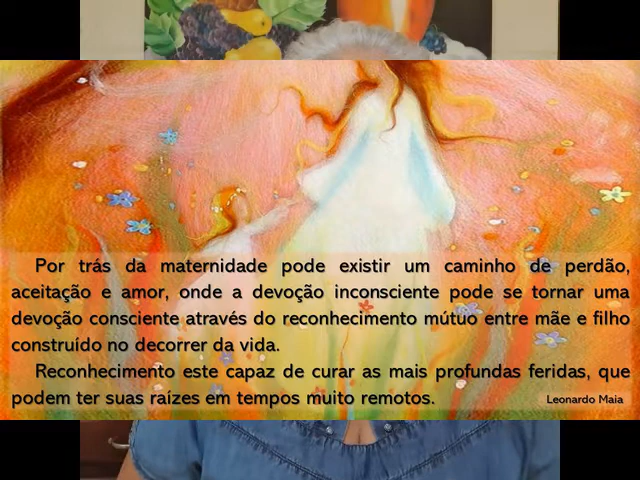 Por trás da maternidade pode existir um caminho de perdão,
aceitação e amor, onde a devoção inconsciente pode se tornar uma
devoção consciente através do reconhecimento mútuo entre mãe e filho
construído no decorrer da vida.
Reconhecimento este capaz de curar as mais profundas feridas, que
podem ter suas raízes em tempos muito remotos.
Leonardo Maia